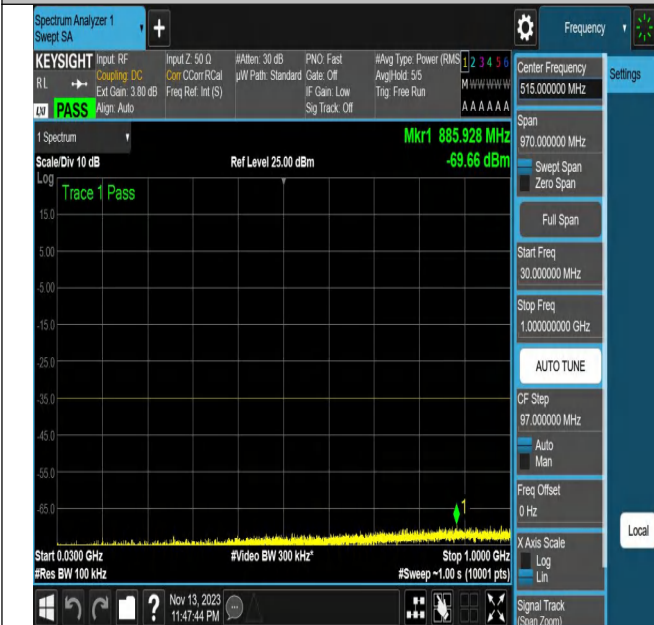 Spectrum Analyzer 1
Swept SA
+
Frequency
KEYSIGHT
RL
LXI PASS
Input: RF
Coupling: DC
Ext Gain: 3.80 dB
Align: Auto
Input Z: 50 Ω
Corr CCorr RCal
Freq Ref: Int (S)
#Atten: 30 dB
µW Path: Standard
PNO: Fast
Gate: Off
IF Gain: Low
Sig Track: Off
#Avg Type: Power (RMS
Avg|Hold: 5/5
Trig: Free Run
1 2 3 4 5 6
M W W W W W
A A A A A A
1 Spectrum
Scale/Div 10 dB
Ref Level 25.00 dBm
Mkr1 885.928 MHz
-69.66 dBm
Log
Trace 1 Pass
15.0
5.00
-5.00
-15.0
-25.0
-35.0
-45.0
-55.0
-65.0
1
Start 0.0300 GHz
#Video BW 300 kHz*
Stop 1.0000 GHz
#Res BW 100 kHz
#Sweep ~1.00 s (10001 pts)
?
Nov 13, 2023
11:47:44 PM
Center Frequency
515.000000 MHz
Settings
Span
970.000000 MHz
Swept Span
Zero Span
Full Span
Start Freq
30.000000 MHz
Stop Freq
1.000000000 GHz
AUTO TUNE
CF Step
97.000000 MHz
Auto
Man
Freq Offset
0 Hz
Local
X Axis Scale
Log
Lin
Signal Track
(Span Zoom)